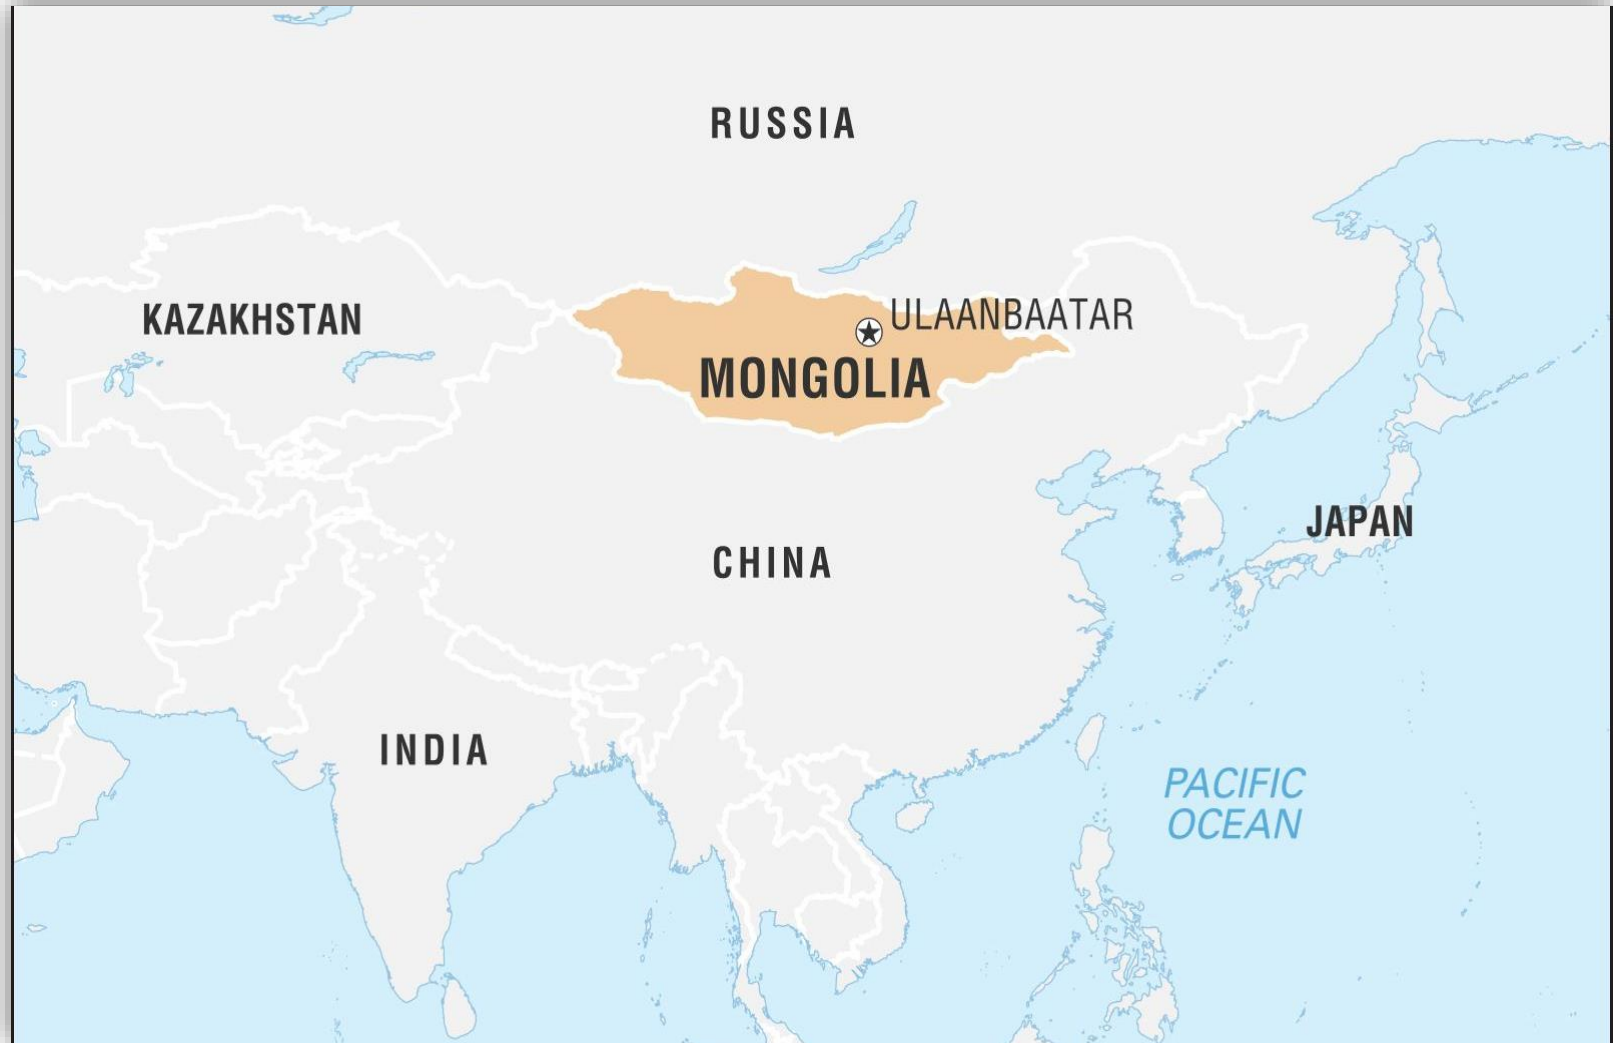 RUSSIA
KAZAKHSTAN
ULAANBAATAR
MONGOLIA
JAPAN
CHINA
INDIA
PACIFIC
OCEAN